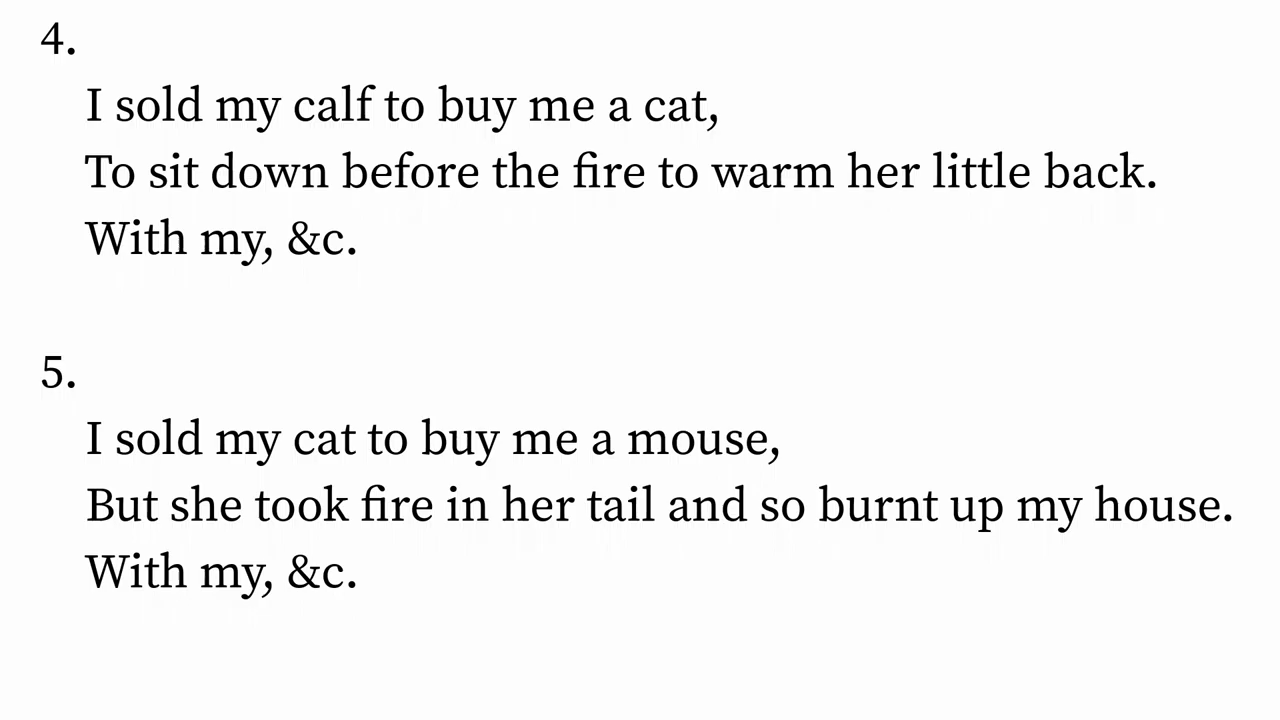 4.
I sold my calf to buy me a cat,
To sit down before the fire to warm her little back.
With my, &c.
5.
I sold my cat to buy me a mouse,
But she took fire in her tail and so burnt up my house.
With my, &c.